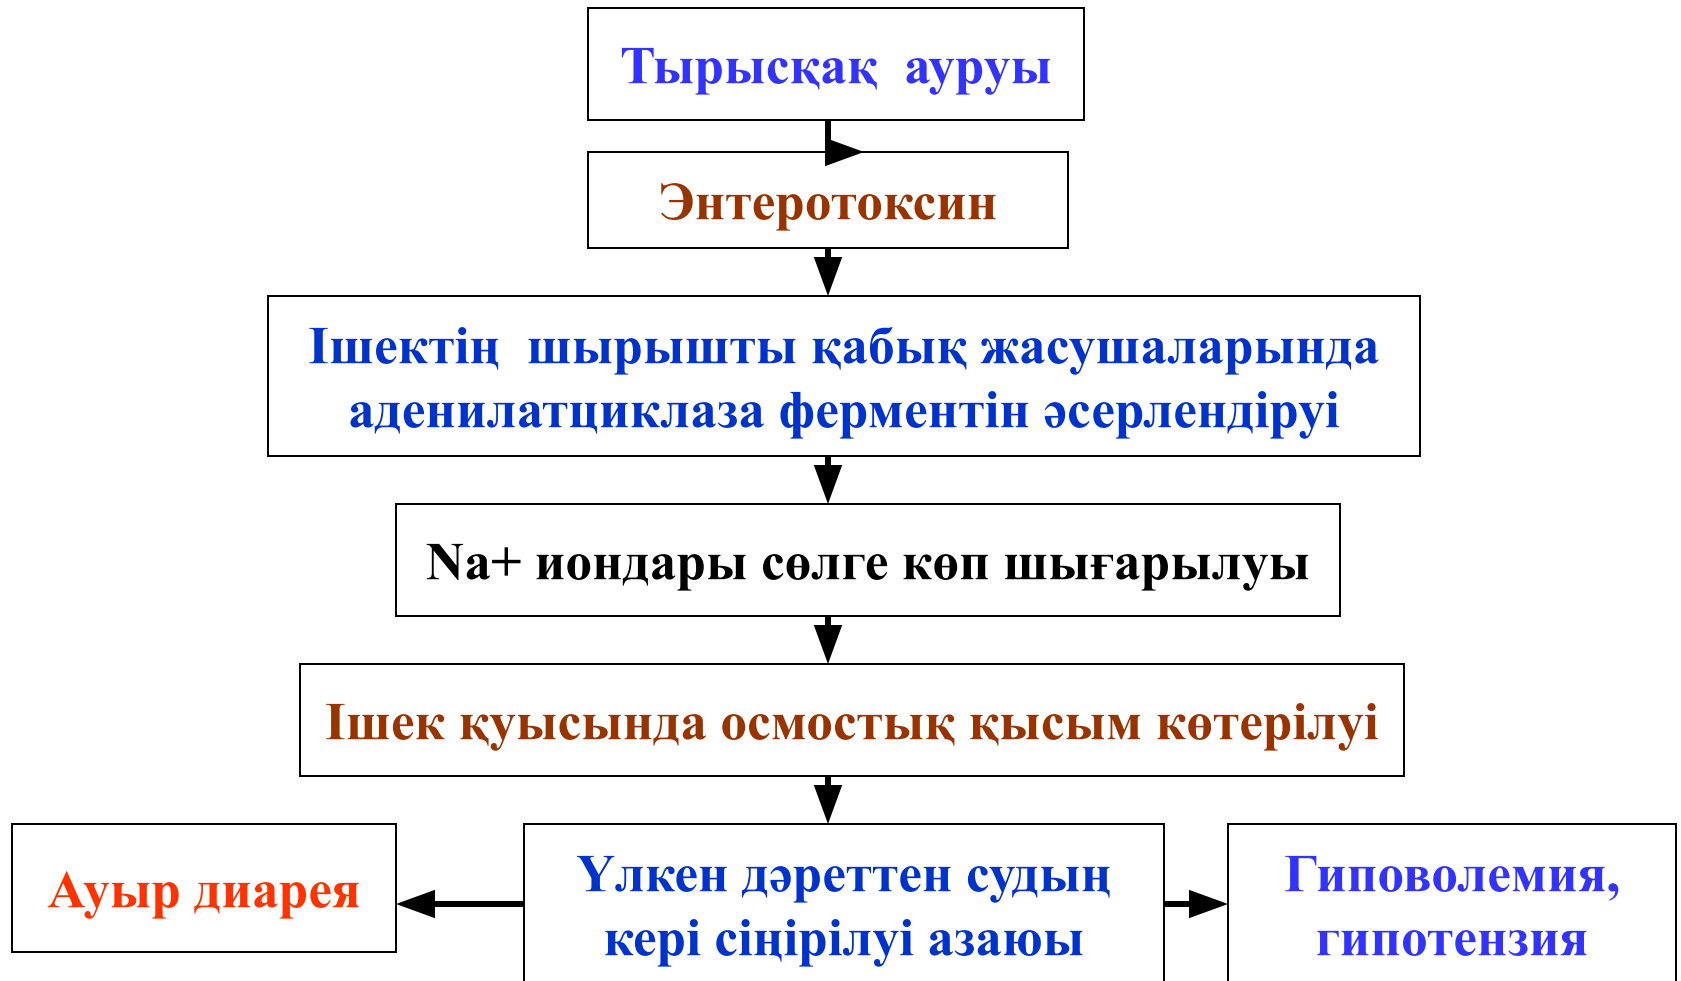 Тырысқақ ауруы
Энтеротоксин
Ішектің шырышты қабық жасушаларында
аденилатциклаза ферментін әсерлендіруі
Na+ иондары сөлге көп шығарылуы
Ішек қуысында осмостық қысым көтерілуі
Ауыр диарея
Үлкен дәреттен судың
кері сіңірілуі азаюы
Гиповолемия,
гипотензия